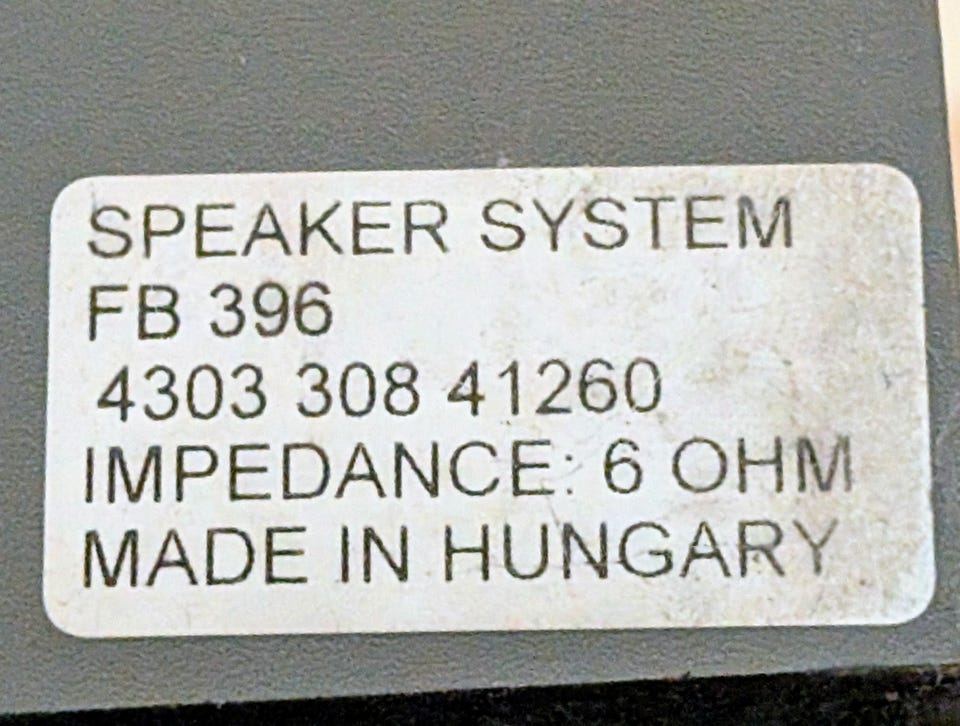 SPEAKER SYSTEM
FB 396
4303 308 41260
IMPEDANCE: 6 OHM
MADE IN HUNGARY